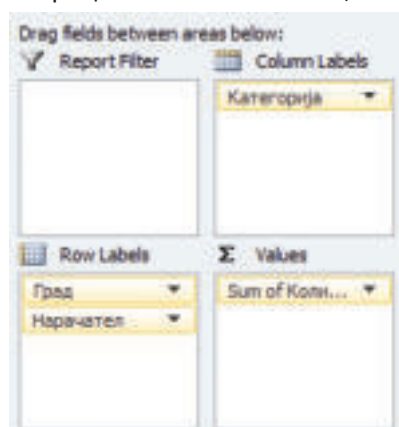 Drag fields between areas below:
Report Filter
Column Labels
Категорија
Row Labels
Σ Values
Град
Sum of Коли...
Нарачател